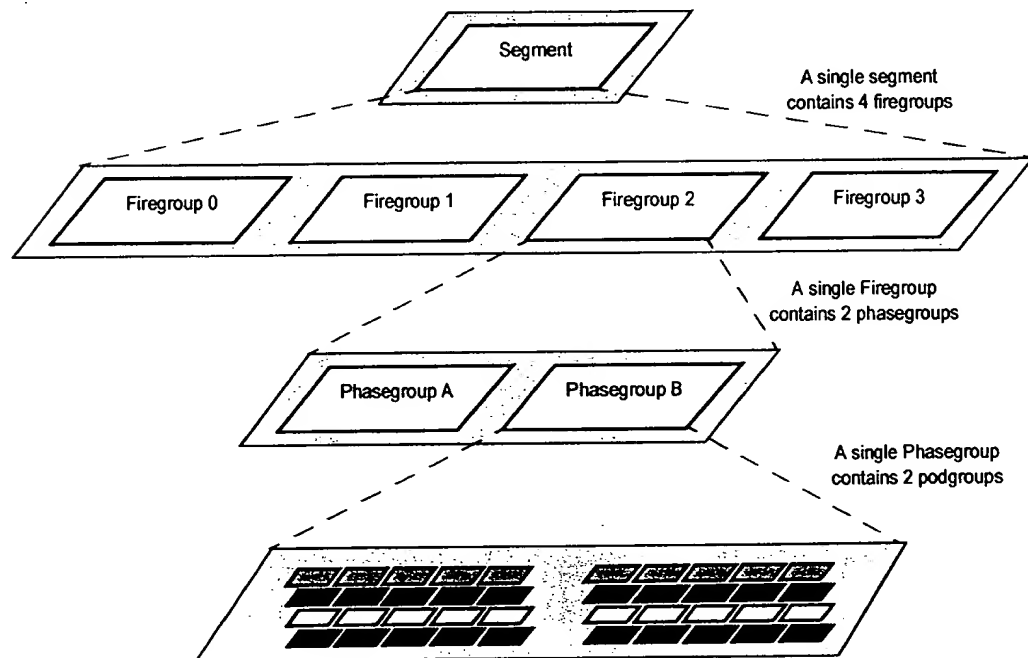 Segment
A single segment
contains 4 firegroups
Firegroup 0
Firegroup 1
Firegroup 2
Firegroup 3
A single Firegroup
contains 2 phasegroups
Phasegroup A
Phasegroup B
A single Phasegroup
contains 2 podgroups